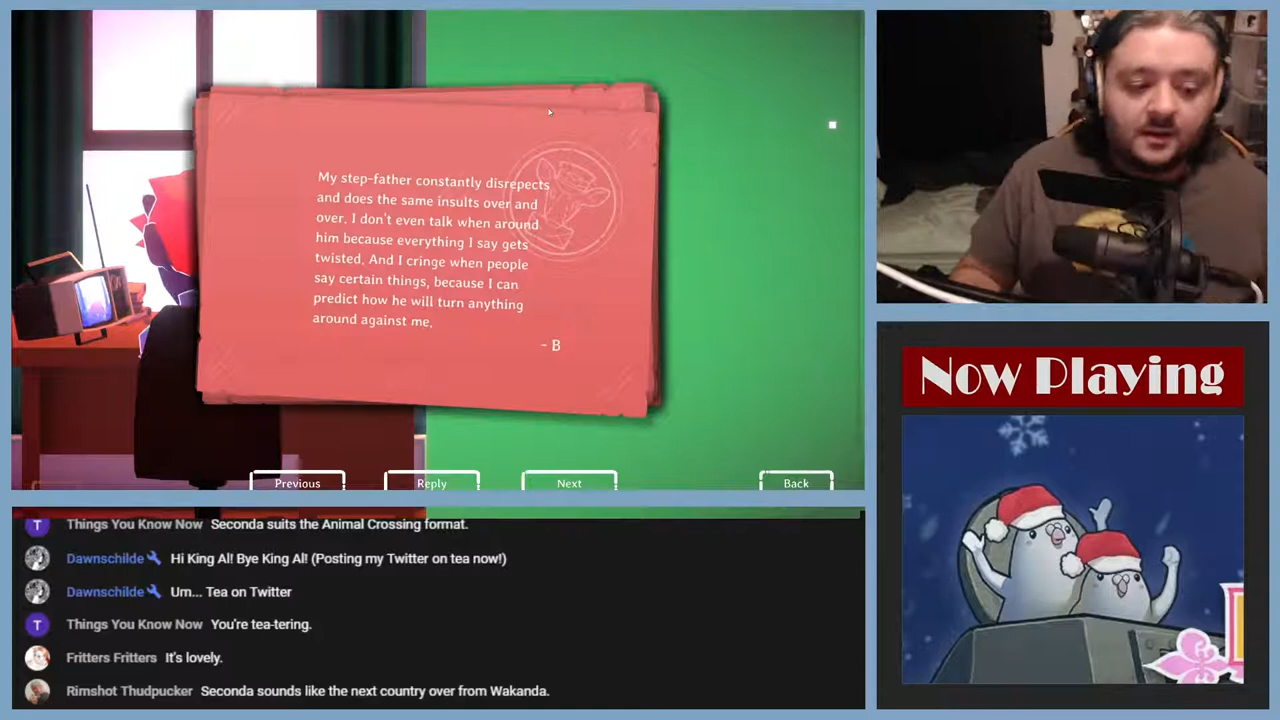 My step-father constantly disrepects
and does the same insults over and
over. I don't even talk when around
him because everything I say gets
twisted. And I cringe when people
say certain things, because I can
predict how he will turn anything
around against me.
- B
Previous
Reply
Next
Back
Now Playing
T Things You Know Now Seconda suits the Animal Crossing format.
Dawnschilde Hi King Al! Bye King Al! (Posting my Twitter on tea now!)
Dawnschilde Um... Tea on Twitter
T Things You Know Now You're tea-tering.
Fritters Fritters It's lovely.
Rimshot Thudpucker Seconda sounds like the next country over from Wakanda.